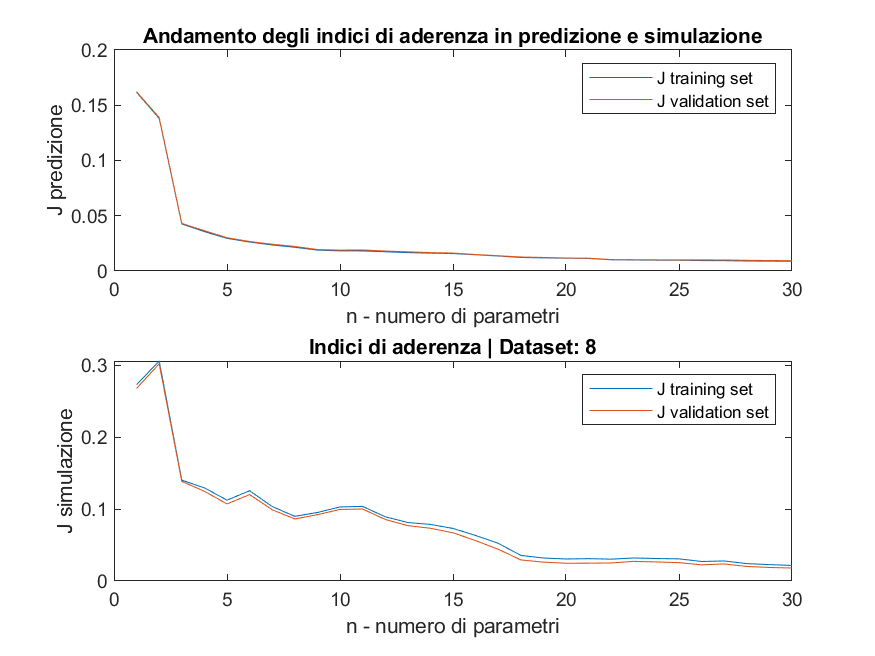 Andamento degli indici di aderenza in predizione e simulazione
0.2
0.15
0.1
0.05
0
J predizione
J training set
J validation set
0 5 10 15 20 25 30
n - numero di parametri
Indici di aderenza | Dataset: 8
0.3
0.2
0.1
0
J simulazione
J training set
J validation set
0 5 10 15 20 25 30
n - numero di parametri